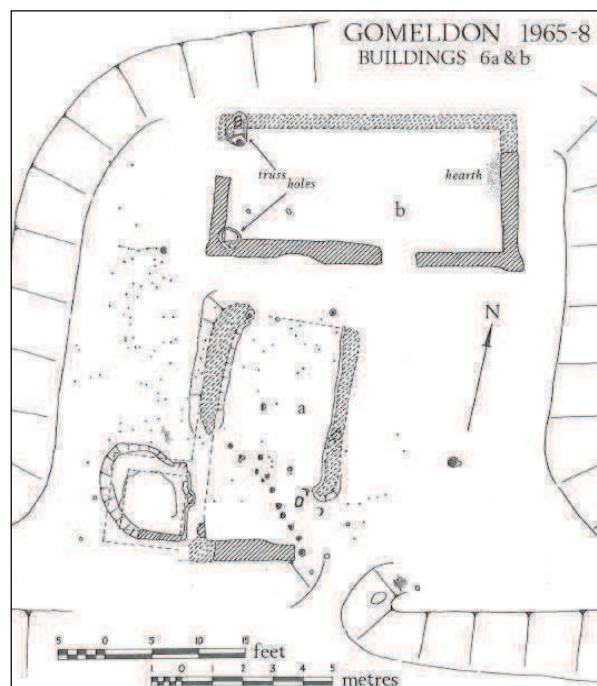 GOMELDON 1965-8
BUILDINGS 6a & b
truss
holes
hearth
b
N
a
5 0 5 10 15
feet
1 0 1 2 3 4 5
metres